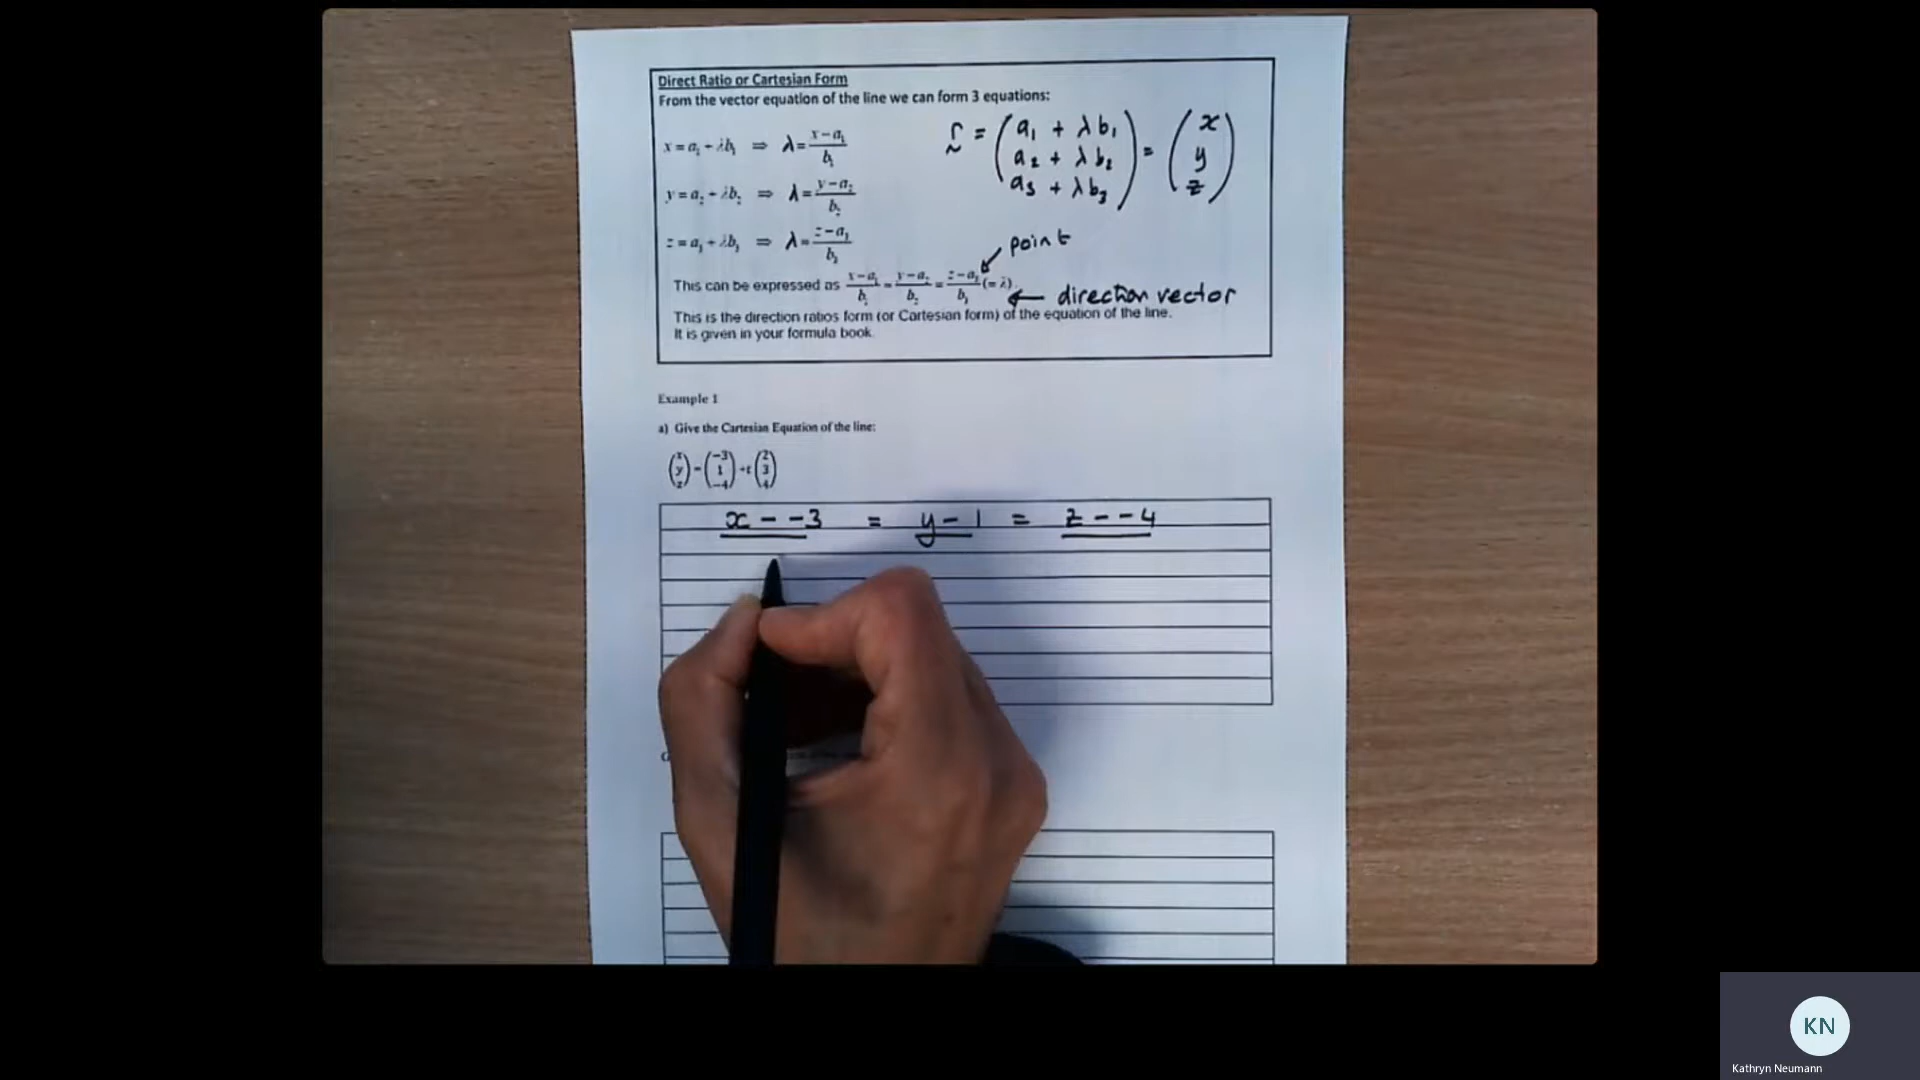 Direct Ratio or Cartesian Form
From the vector equation of the line we can form 3 equations:
x = a₁ + λb₁ ⇒ λ = (x − a₁)/b₁
y = a₂ + λb₂ ⇒ λ = (y − a₂)/b₂
z = a₃ + λb₃ ⇒ λ = (z − a₃)/b₃
r = (a₁ + λb₁, a₂ + λb₂, a₃ + λb₃) = (x, y, z)
point
This can be expressed as (x − a₁)/b₁ = (y − a₂)/b₂ = (z − a₃)/b₃ (= λ).
← direction vector
This is the direction ratios form (or Cartesian form) of the equation of the line.
It is given in your formula book.
Example 1
a) Give the Cartesian Equation of the line:
(x, y, z) = (−3, 1, −4) + t(2, 3, 4)
x − −3 = y − 1 = z − −4
KN
Kathryn Neumann